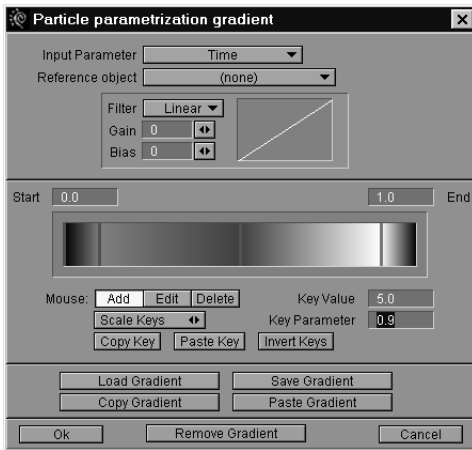 Particle parametrization gradient
Input Parameter Time
Reference object (none)
Filter Linear
Gain 0
Bias 0
Start 0.0 1.0 End
Mouse: Add Edit Delete Key Value 5.0
Scale Keys Key Parameter 0.9
Copy Key Paste Key Invert Keys
Load Gradient Save Gradient
Copy Gradient Paste Gradient
Ok Remove Gradient Cancel